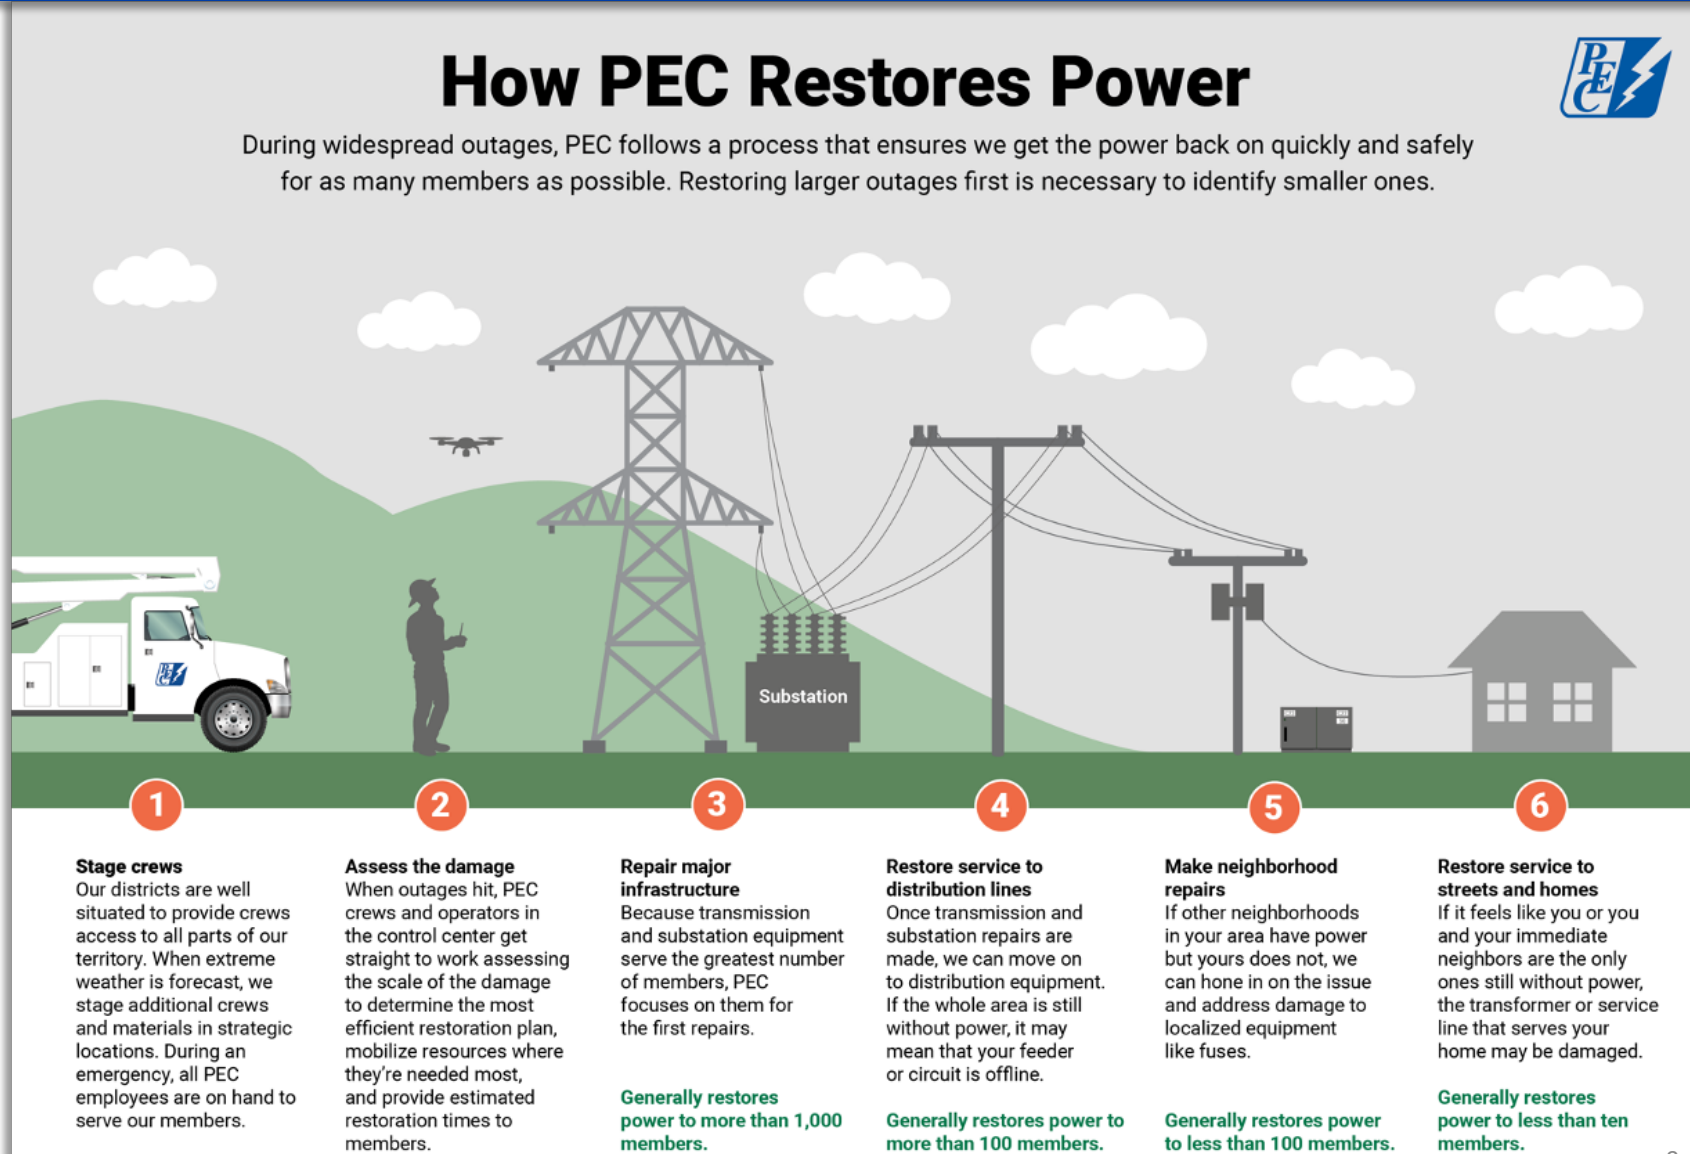 How PEC Restores Power
PEC
During widespread outages, PEC follows a process that ensures we get the power back on quickly and safely
for as many members as possible. Restoring larger outages first is necessary to identify smaller ones.
PEC
Substation
1
Stage crews
Our districts are well
situated to provide crews
access to all parts of our
territory. When extreme
weather is forecast, we
stage additional crews
and materials in strategic
locations. During an
emergency, all PEC
employees are on hand to
serve our members.
2
Assess the damage
When outages hit, PEC
crews and operators in
the control center get
straight to work assessing
the scale of the damage
to determine the most
efficient restoration plan,
mobilize resources where
they're needed most,
and provide estimated
restoration times to
members.
3
Repair major
infrastructure
Because transmission
and substation equipment
serve the greatest number
of members, PEC
focuses on them for
the first repairs.
Generally restores
power to more than 1,000
members.
4
Restore service to
distribution lines
Once transmission and
substation repairs are
made, we can move on
to distribution equipment.
If the whole area is still
without power, it may
mean that your feeder
or circuit is offline.
Generally restores power to
more than 100 members.
5
Make neighborhood
repairs
If other neighborhoods
in your area have power
but yours does not, we
can hone in on the issue
and address damage to
localized equipment
like fuses.
Generally restores power
to less than 100 members.
6
Restore service to
streets and homes
If it feels like you or you
and your immediate
neighbors are the only
ones still without power,
the transformer or service
line that serves your
home may be damaged.
Generally restores
power to less than ten
members.